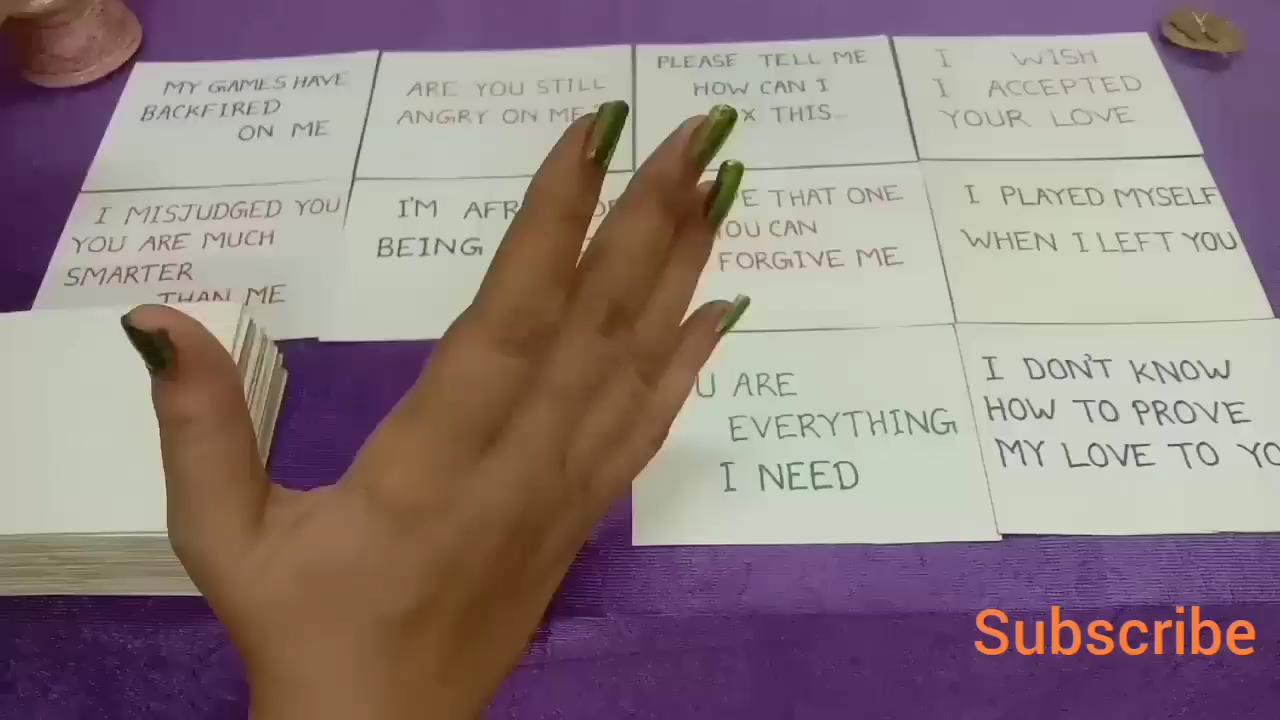 MY GAMES HAVE
BACKFIRED
ON ME
ARE YOU STILL
ANGRY ON ME
PLEASE TELL ME
HOW CAN I
THIS..
I WISH
I ACCEPTED
YOUR LOVE
I MISJUDGED YOU
YOU ARE MUCH
SMARTER
THAN ME
I'M
BEING
THAT ONE
YOU CAN
FORGIVE ME
I PLAYED MYSELF
WHEN I LEFT YOU
ARE
EVERYTHING
I NEED
I DON'T KNOW
HOW TO PROVE
MY LOVE TO
Subscribe